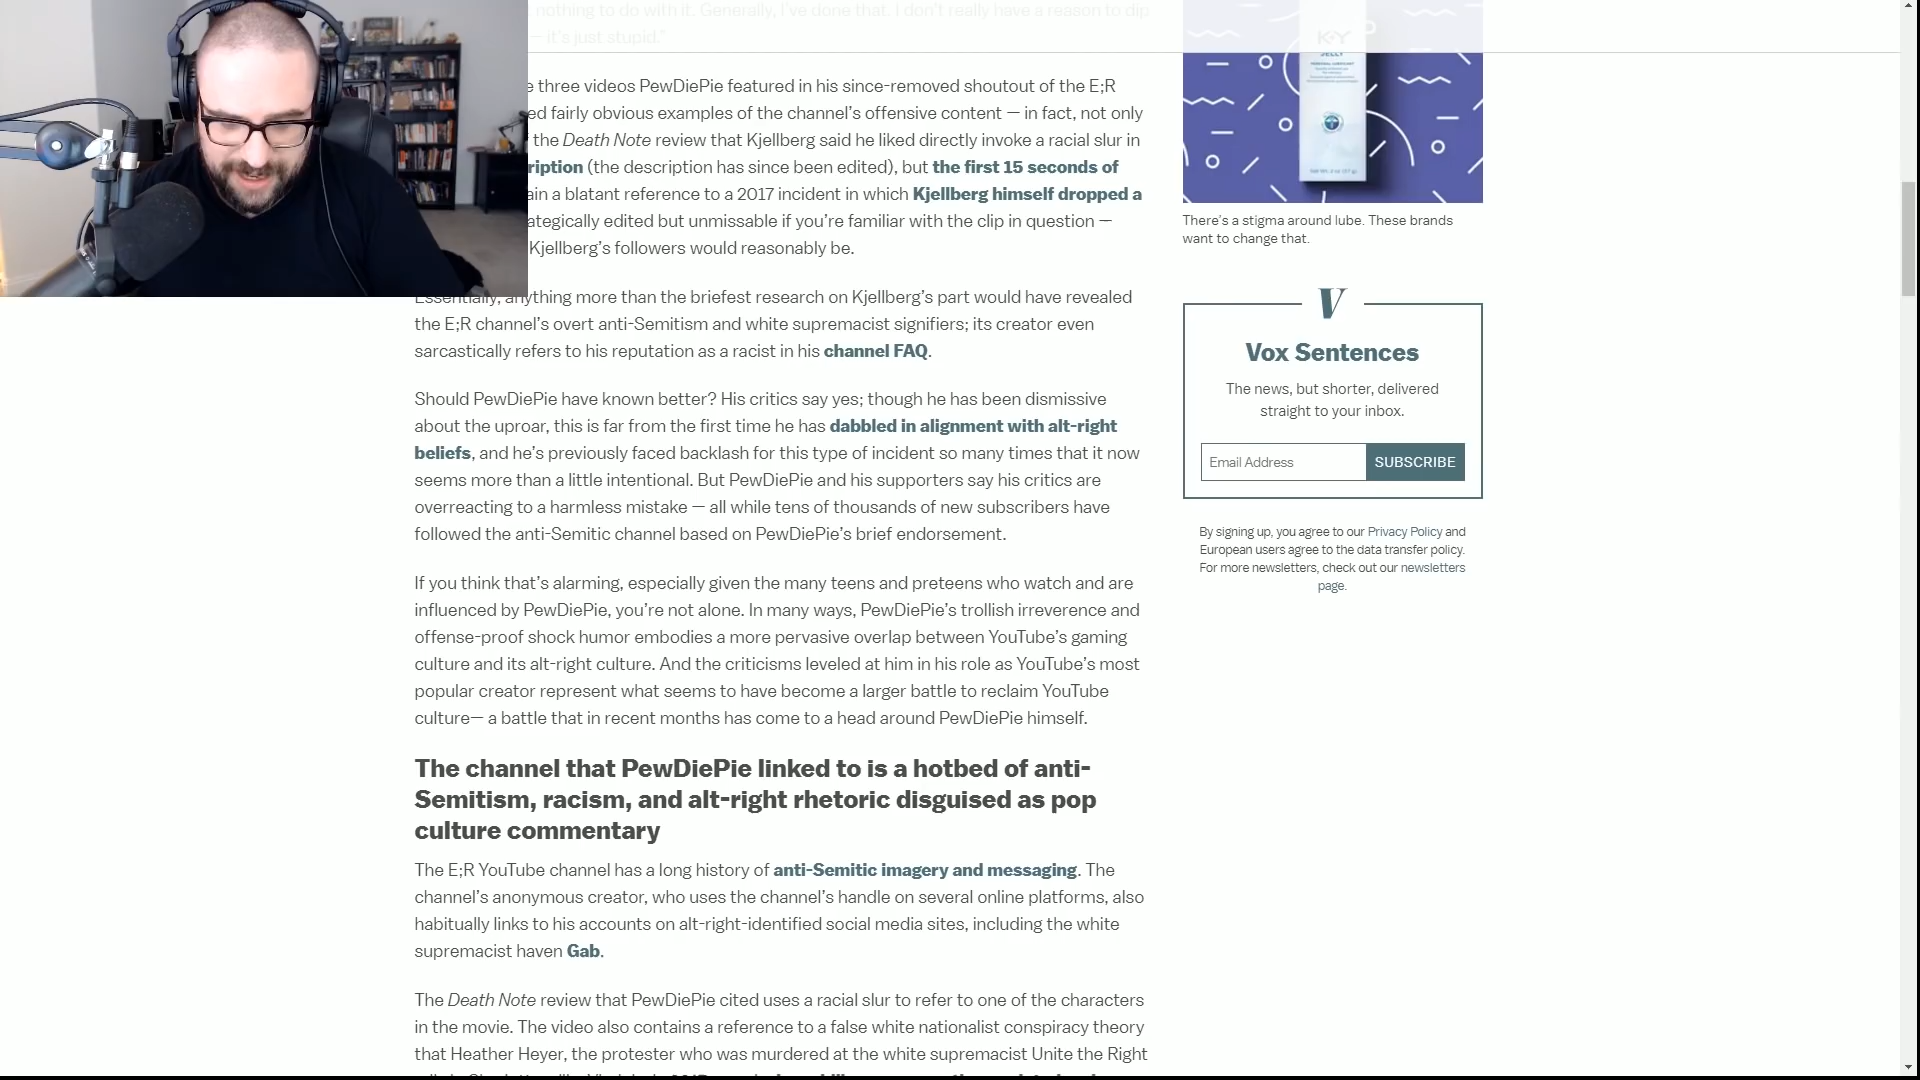 nothing to do with it. Generally, I've done that. I don't really have a reason to dip
— it's just stupid."
three videos PewDiePie featured in his since-removed shoutout of the E;R
ed fairly obvious examples of the channel's offensive content — in fact, not only
the Death Note review that Kjellberg said he liked directly invoke a racial slur in
ription (the description has since been edited), but the first 15 seconds of
ain a blatant reference to a 2017 incident in which Kjellberg himself dropped a
ategically edited but unmissable if you're familiar with the clip in question —
Kjellberg's followers would reasonably be.
Essentially, anything more than the briefest research on Kjellberg's part would have revealed
the E;R channel's overt anti-Semitism and white supremacist signifiers; its creator even
sarcastically refers to his reputation as a racist in his channel FAQ.
Should PewDiePie have known better? His critics say yes; though he has been dismissive
about the uproar, this is far from the first time he has dabbled in alignment with alt-right
beliefs, and he's previously faced backlash for this type of incident so many times that it now
seems more than a little intentional. But PewDiePie and his supporters say his critics are
overreacting to a harmless mistake — all while tens of thousands of new subscribers have
followed the anti-Semitic channel based on PewDiePie's brief endorsement.
If you think that's alarming, especially given the many teens and preteens who watch and are
influenced by PewDiePie, you're not alone. In many ways, PewDiePie's trollish irreverence and
offense-proof shock humor embodies a more pervasive overlap between YouTube's gaming
culture and its alt-right culture. And the criticisms leveled at him in his role as YouTube's most
popular creator represent what seems to have become a larger battle to reclaim YouTube
culture— a battle that in recent months has come to a head around PewDiePie himself.
The channel that PewDiePie linked to is a hotbed of anti-
Semitism, racism, and alt-right rhetoric disguised as pop
culture commentary
The E;R YouTube channel has a long history of anti-Semitic imagery and messaging. The
channel's anonymous creator, who uses the channel's handle on several online platforms, also
habitually links to his accounts on alt-right-identified social media sites, including the white
supremacist haven Gab.
The Death Note review that PewDiePie cited uses a racial slur to refer to one of the characters
in the movie. The video also contains a reference to a false white nationalist conspiracy theory
that Heather Heyer, the protester who was murdered at the white supremacist Unite the Right
K-Y
JELLY
There's a stigma around lube. These brands
want to change that.
V
Vox Sentences
The news, but shorter, delivered
straight to your inbox.
Email Address
SUBSCRIBE
By signing up, you agree to our Privacy Policy and
European users agree to the data transfer policy.
For more newsletters, check out our newsletters
page.